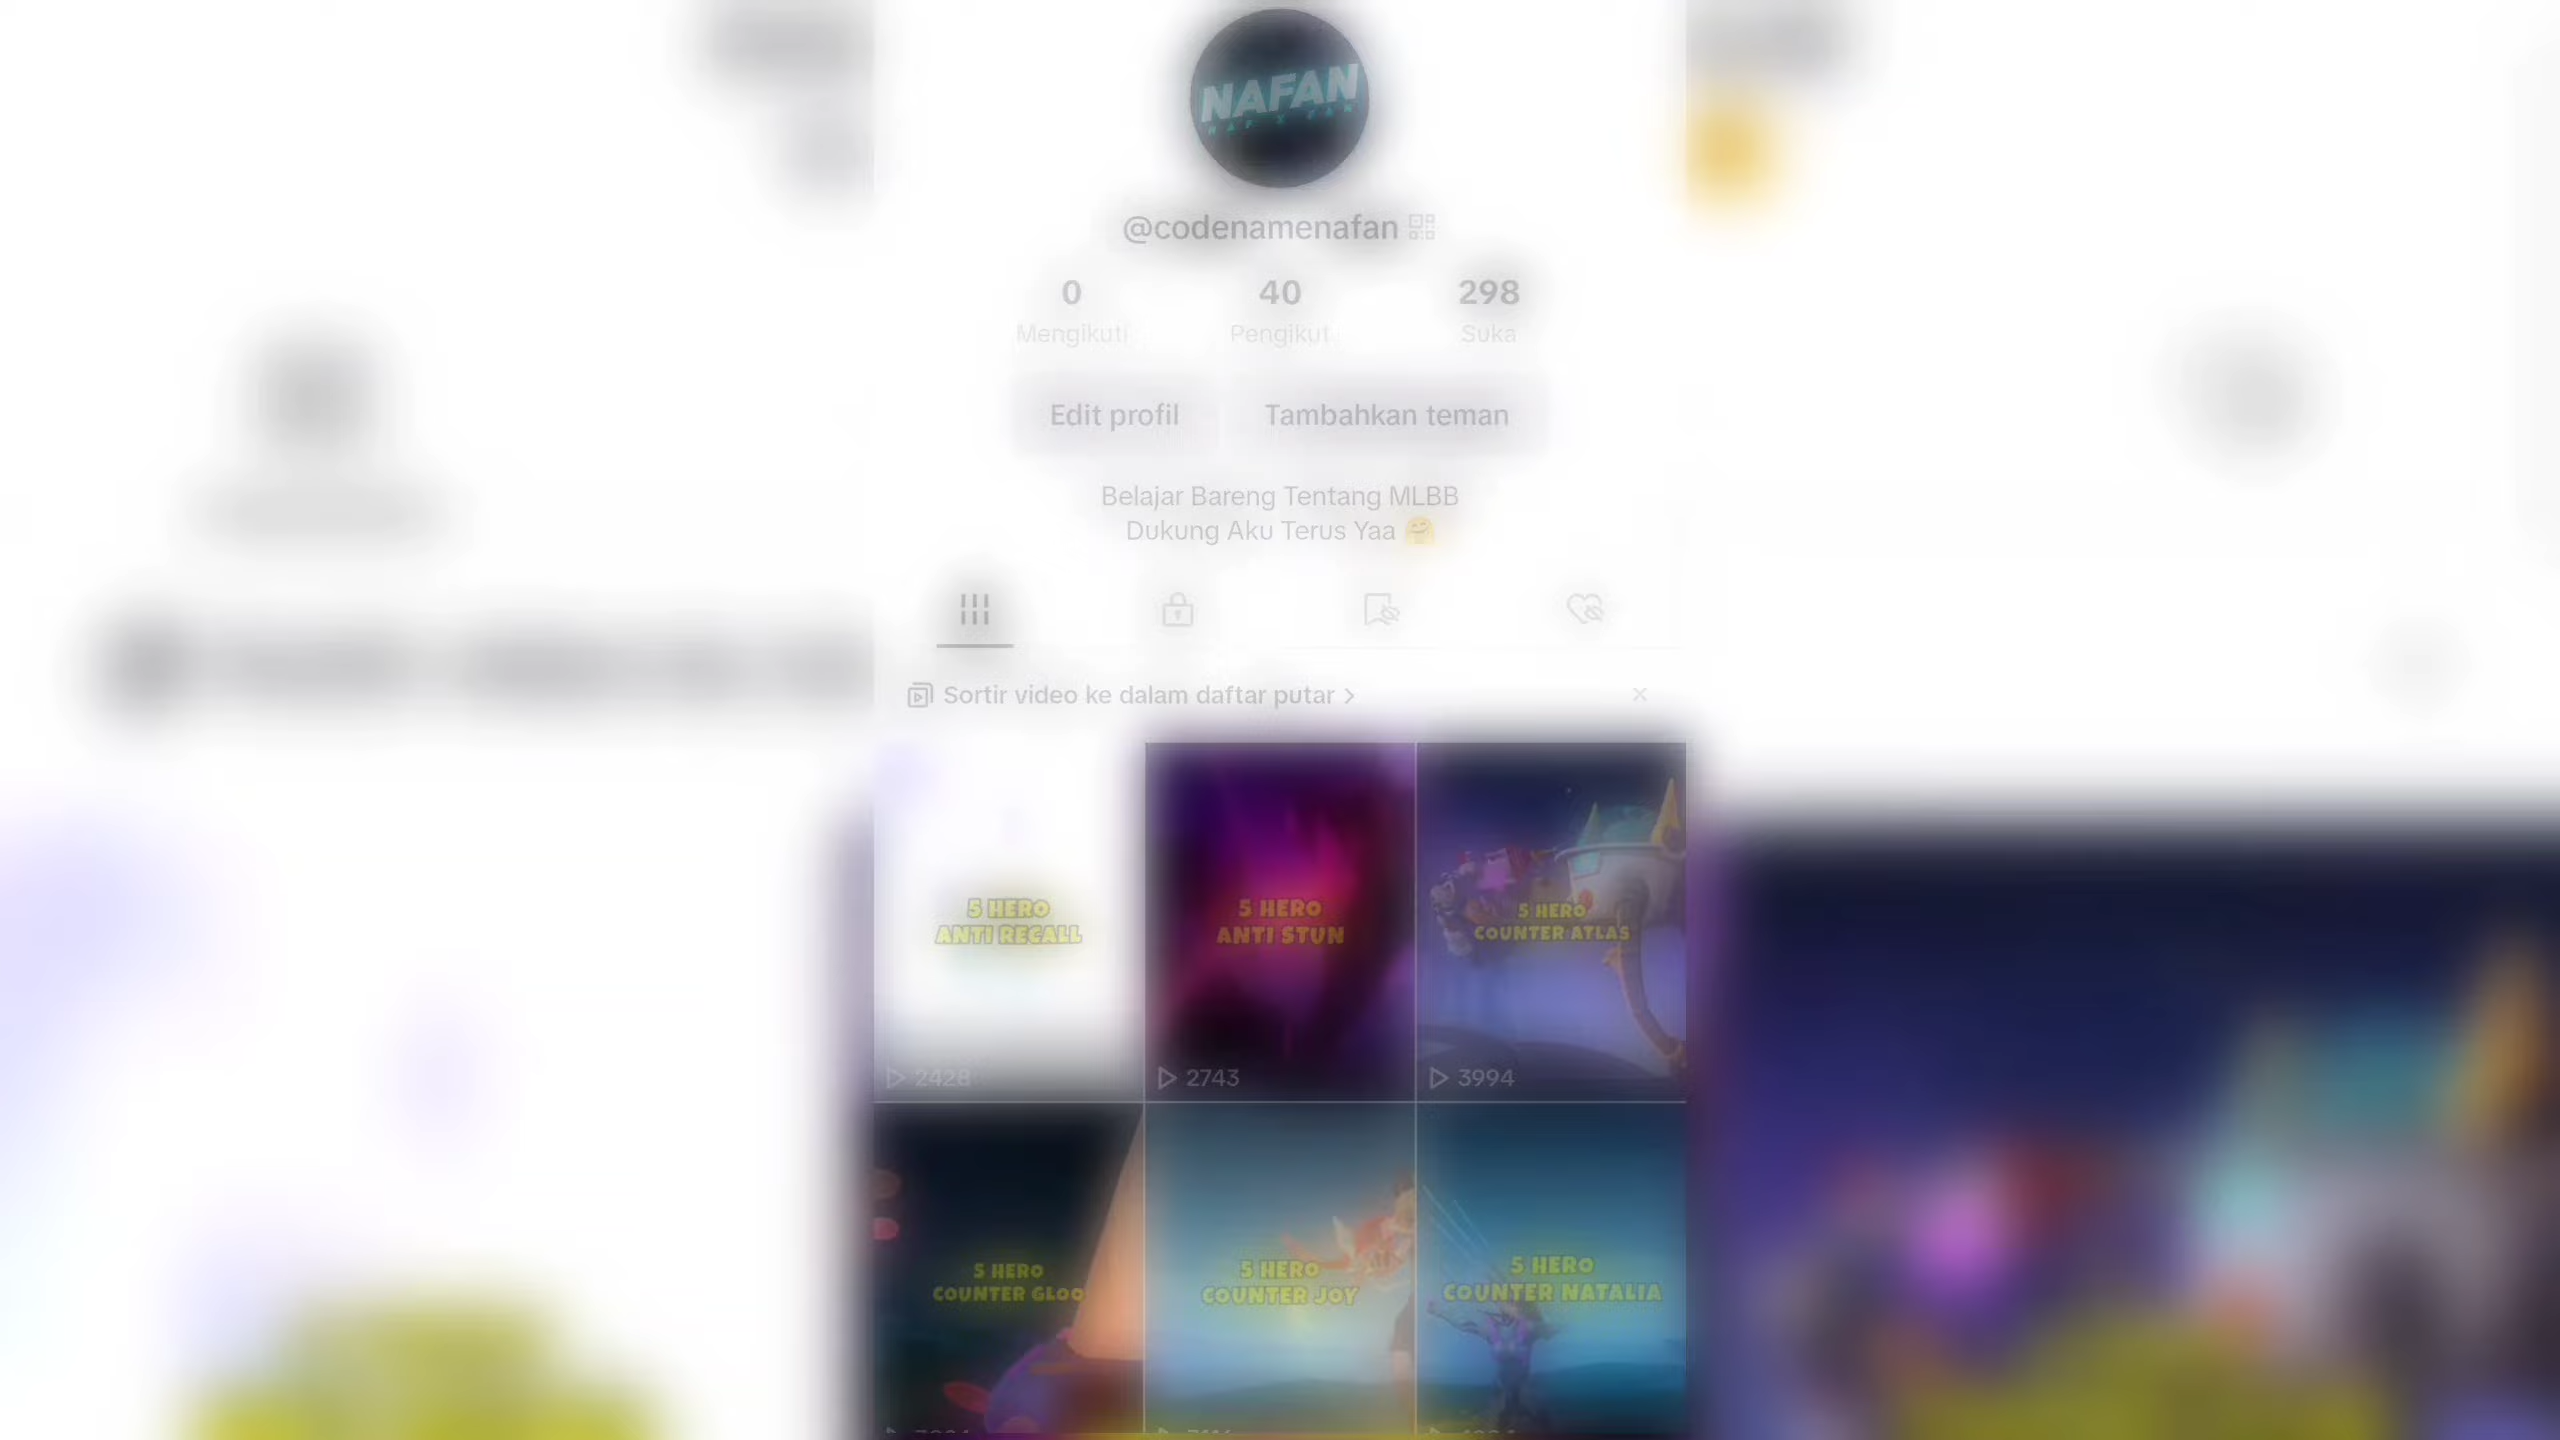 NAFAN
NAF X FAN
@codenamenafan
0
40
298
Mengikuti
Pengikut
Suka
Edit profil
Tambahkan teman
Belajar Bareng Tentang MLBB
Dukung Aku Terus Yaa 🤗
Sortir video ke dalam daftar putar >
5 HERO
ANTI RECALL
2428
5 HERO
ANTI STUN
2743
5 HERO
COUNTER ATLAS
3994
5 HERO
COUNTER GLOO
5 HERO
COUNTER JOY
5 HERO
COUNTER NATALIA